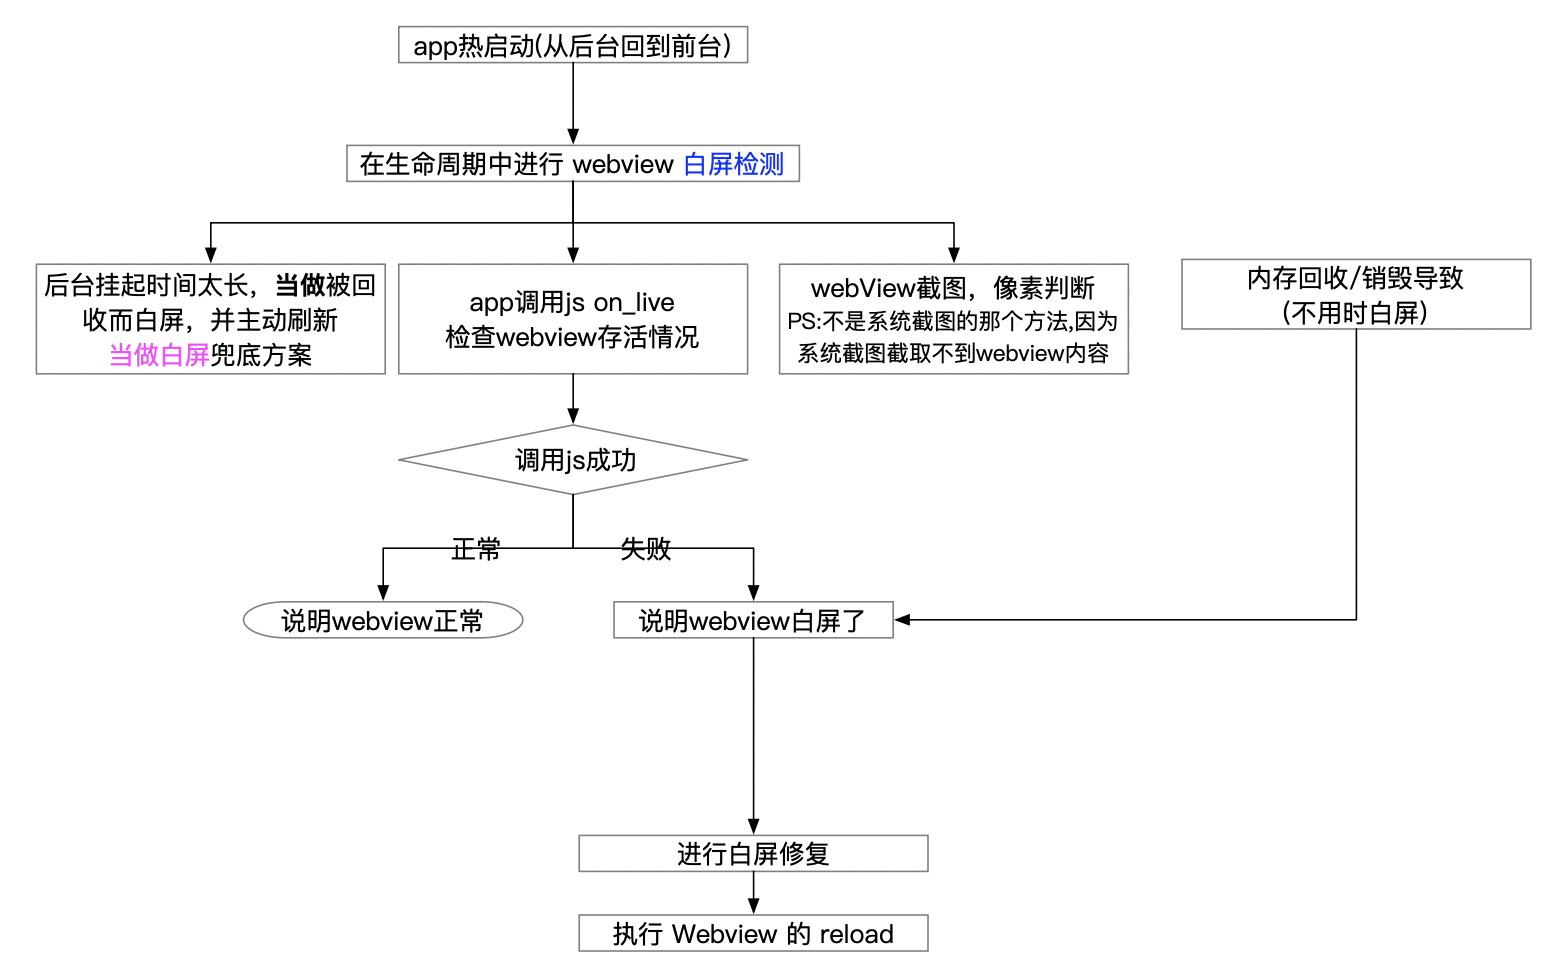 app热启动(从后台回到前台)
在生命周期中进行 webview 白屏检测
后台挂起时间太长，当做被回
收而白屏，并主动刷新
当做白屏兜底方案
app调用js on_live
检查webview存活情况
webView截图，像素判断
PS:不是系统截图的那个方法,因为
系统截图截取不到webview内容
内存回收/销毁导致
(不用时白屏)
调用js成功
正常
失败
说明webview正常
说明webview白屏了
进行白屏修复
执行 Webview 的 reload